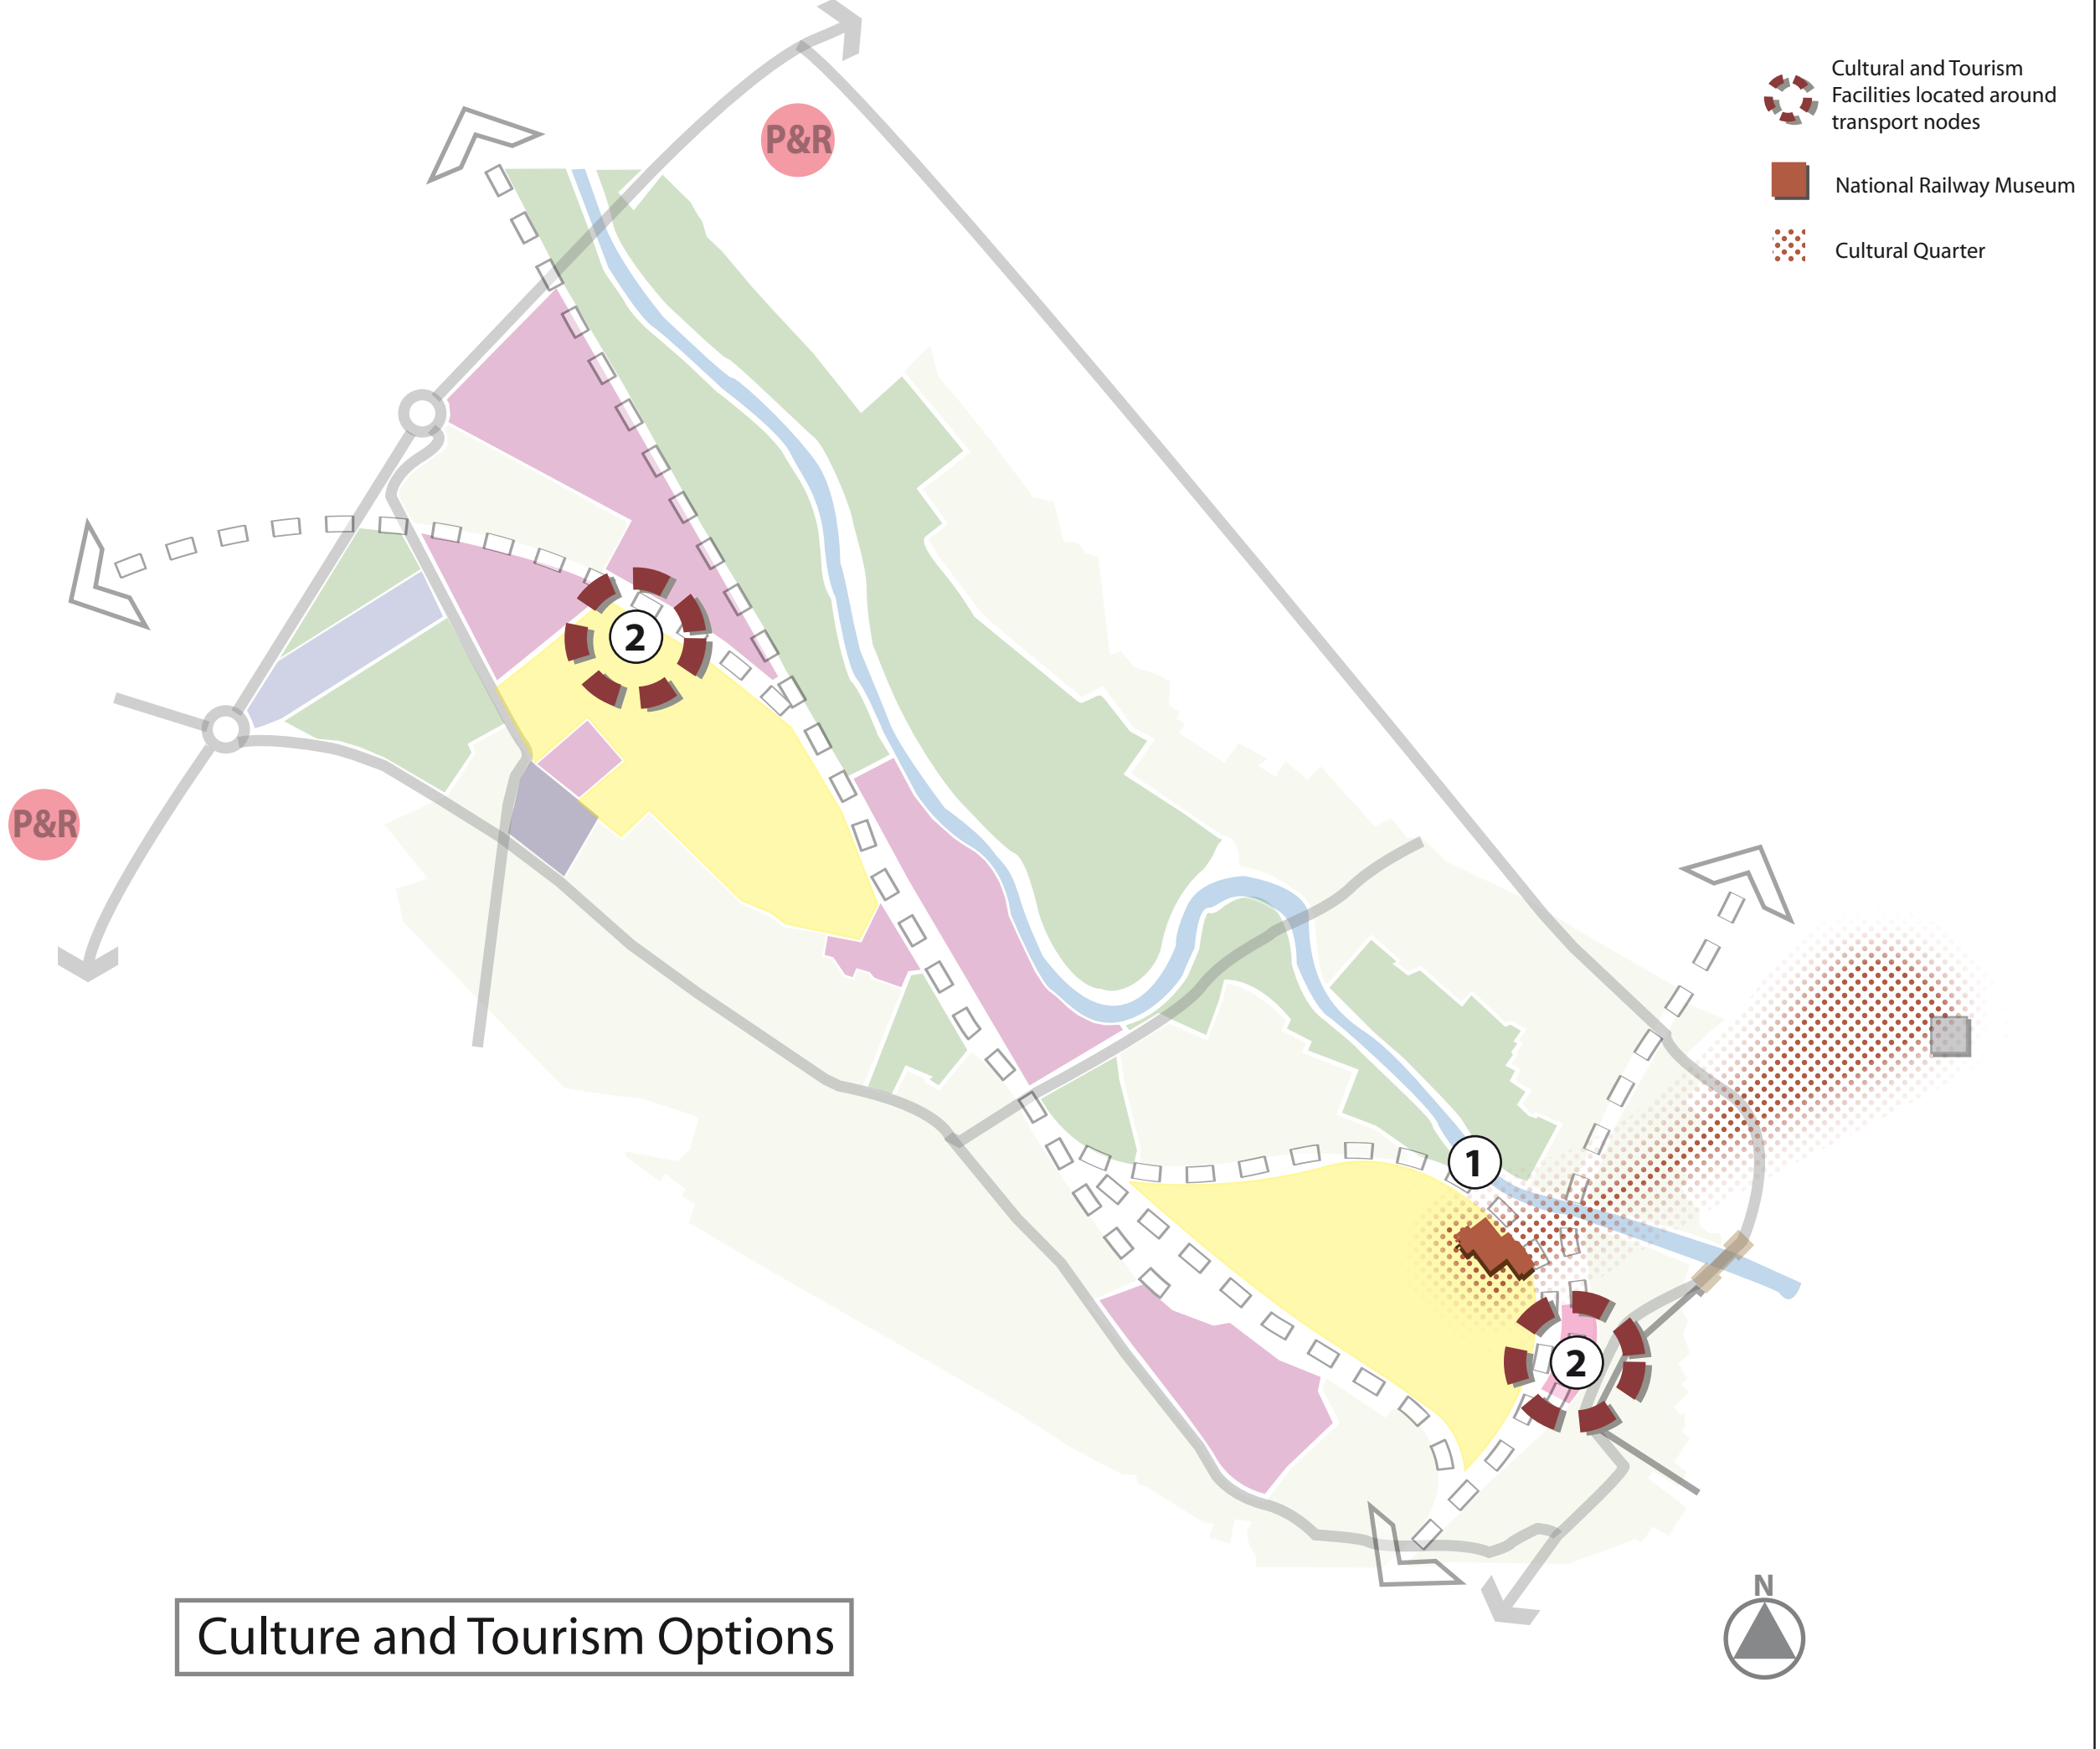 Cultural and Tourism
Facilities located around
transport nodes
National Railway Museum
Cultural Quarter
P&R
2
P&R
1
2
N
Culture and Tourism Options